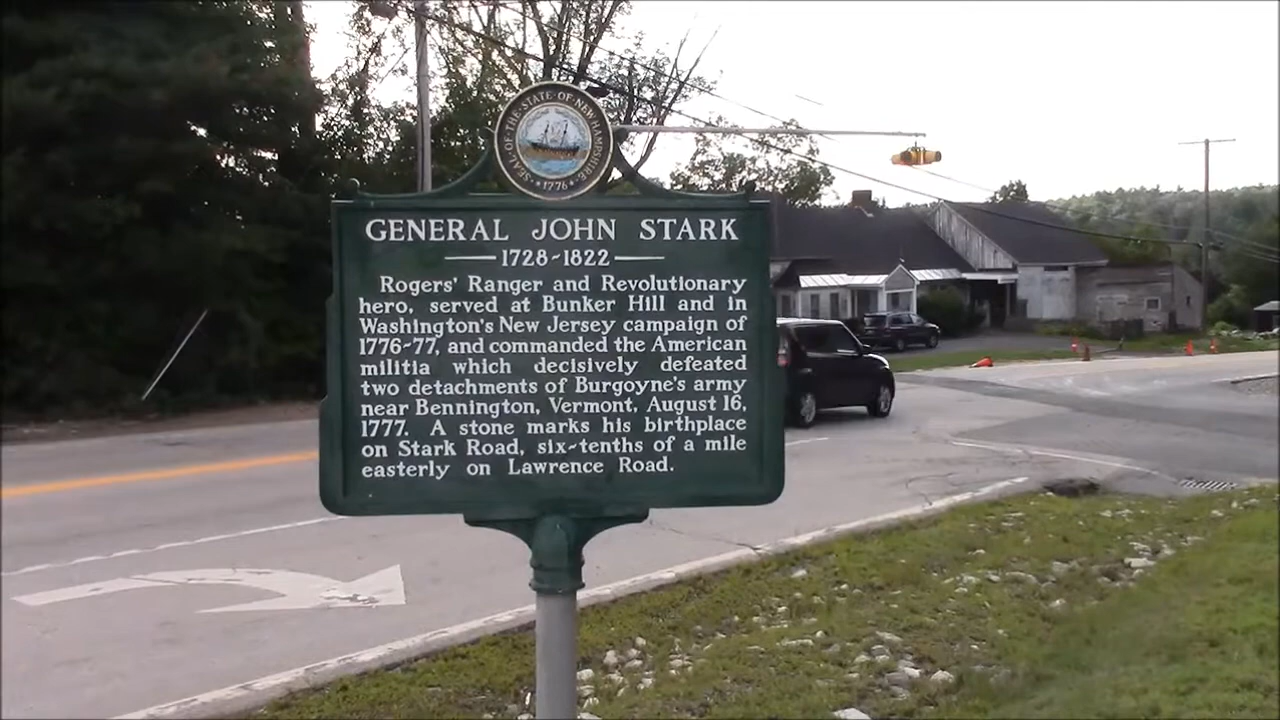 SEAL · OF · THE · STATE · OF · NEW HAMPSHIRE
* 1776 *
GENERAL JOHN STARK
1728-1822
Rogers' Ranger and Revolutionary
hero, served at Bunker Hill and in
Washington's New Jersey campaign of
1776-77, and commanded the American
militia which decisively defeated
two detachments of Burgoyne's army
near Bennington, Vermont, August 16,
1777. A stone marks his birthplace
on Stark Road, six-tenths of a mile
easterly on Lawrence Road.